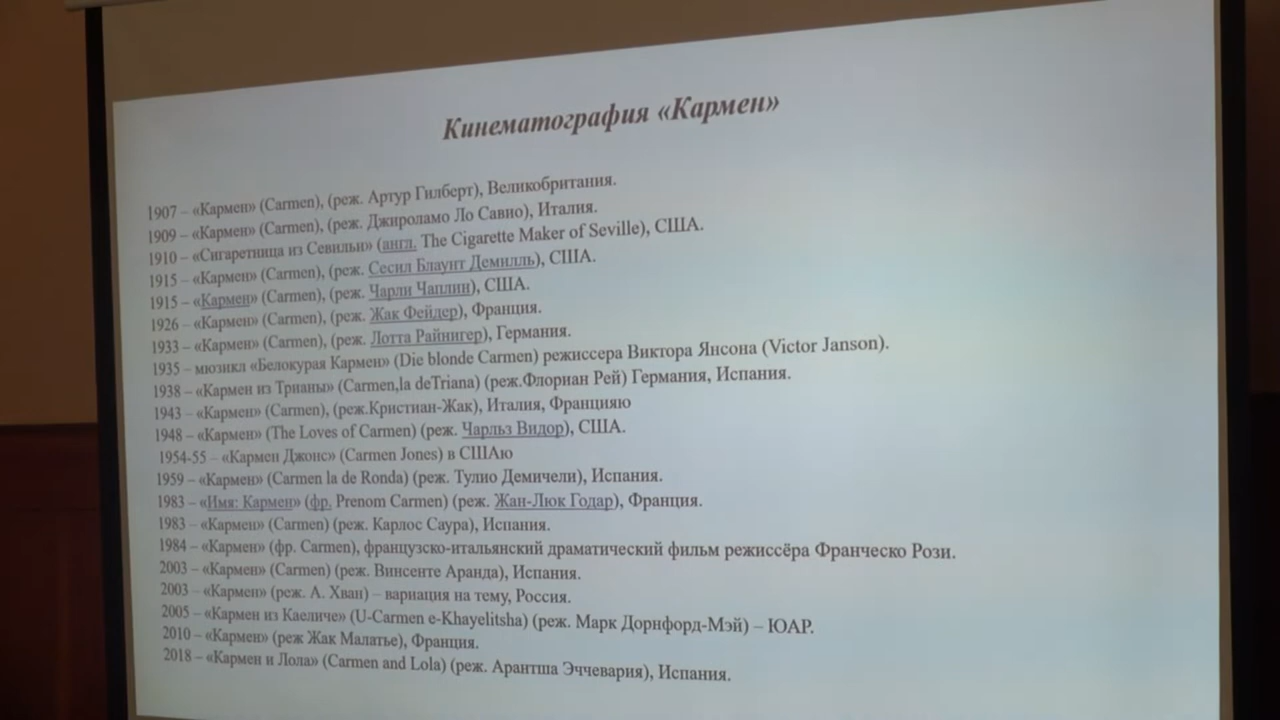 Кинематография «Кармен»
1907 – «Кармен» (Carmen), (реж. Артур Гилберт), Великобритания.
1909 – «Кармен» (Carmen), (реж. Джироламо Ло Савио), Италия.
1910 – «Сигаретница из Севильи» (англ. The Cigarette Maker of Seville), США.
1915 – «Кармен» (Carmen), (реж. Сесил Блаунт Демилль), США.
1915 – «Кармен» (Carmen), (реж. Чарли Чаплин), США.
1926 – «Кармен» (Carmen), (реж. Жак Фейдер), Франция.
1933 – «Кармен» (Carmen), (реж. Лотта Райнигер), Германия.
1935 – мюзикл «Белокурая Кармен» (Die blonde Carmen) режиссера Виктора Янсона (Victor Janson).
1938 – «Кармен из Трианы» (Carmen,la deTriana) (реж.Флориан Рей) Германия, Испания.
1943 – «Кармен» (Carmen), (реж.Кристиан-Жак), Италия, Францияю
1948 – «Кармен» (The Loves of Carmen) (реж. Чарльз Видор), США.
1954-55 – «Кармен Джонс» (Carmen Jones) в СШАю
1959 – «Кармен» (Carmen la de Ronda) (реж. Тулио Демичели), Испания.
1983 – «Имя: Кармен» (фр. Prenom Carmen) (реж. Жан-Люк Годар), Франция.
1983 – «Кармен» (Carmen) (реж. Карлос Саура), Испания.
1984 – «Кармен» (фр. Carmen), французско-итальянский драматический фильм режиссёра Франческо Рози.
2003 – «Кармен» (Carmen) (реж. Винсенте Аранда), Испания.
2003 – «Кармен» (реж. А. Хван) – вариация на тему, Россия.
2005 – «Кармен из Каеличе» (U-Carmen e-Khayelitsha) (реж. Марк Дорнфорд-Мэй) – ЮАР.
2010 – «Кармен» (реж Жак Малатье), Франция.
2018 – «Кармен и Лола» (Carmen and Lola) (реж. Арантша Эччевария), Испания.